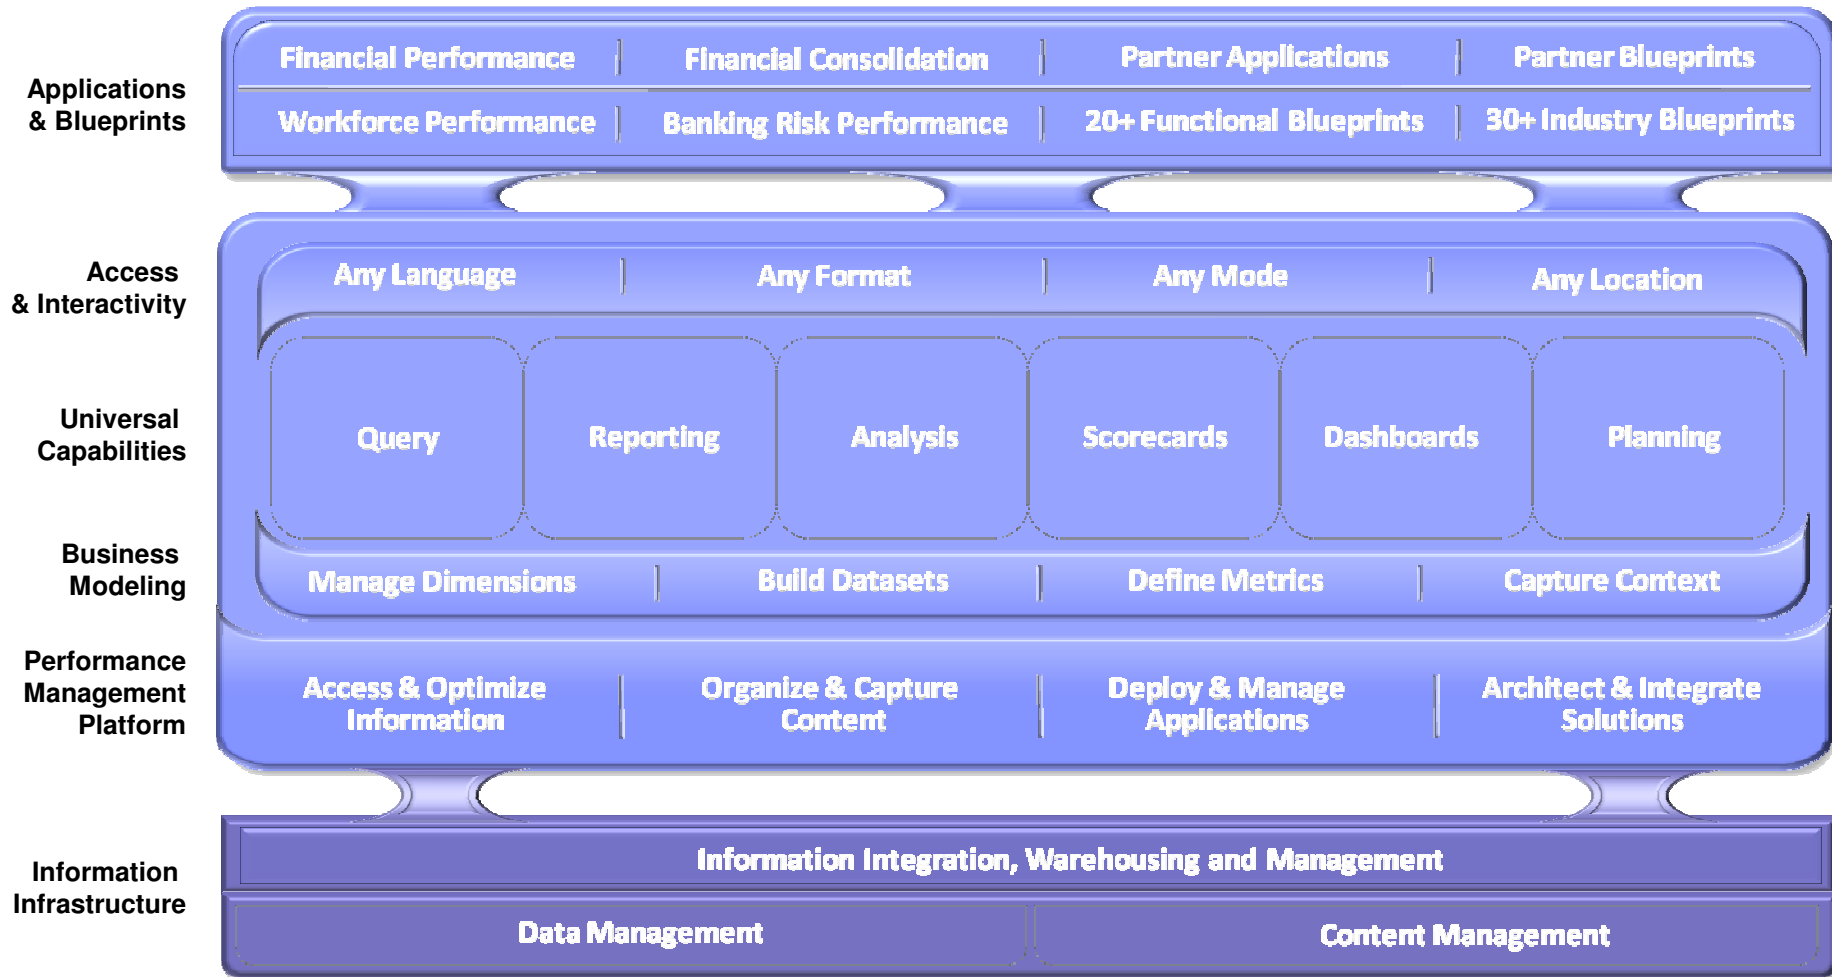 Applications
& Blueprints
Financial Performance | Financial Consolidation | Partner Applications | Partner Blueprints
Workforce Performance | Banking Risk Performance | 20+ Functional Blueprints | 30+ Industry Blueprints
Access
& Interactivity
Any Language | Any Format | Any Mode | Any Location
Universal
Capabilities
Query Reporting Analysis Scorecards Dashboards Planning
Business
Modeling
Manage Dimensions | Build Datasets | Define Metrics | Capture Context
Performance
Management
Platform
Access & Optimize
Information
Organize & Capture
Content
Deploy & Manage
Applications
Architect & Integrate
Solutions
Information
Infrastructure
Information Integration, Warehousing and Management
Data Management
Content Management